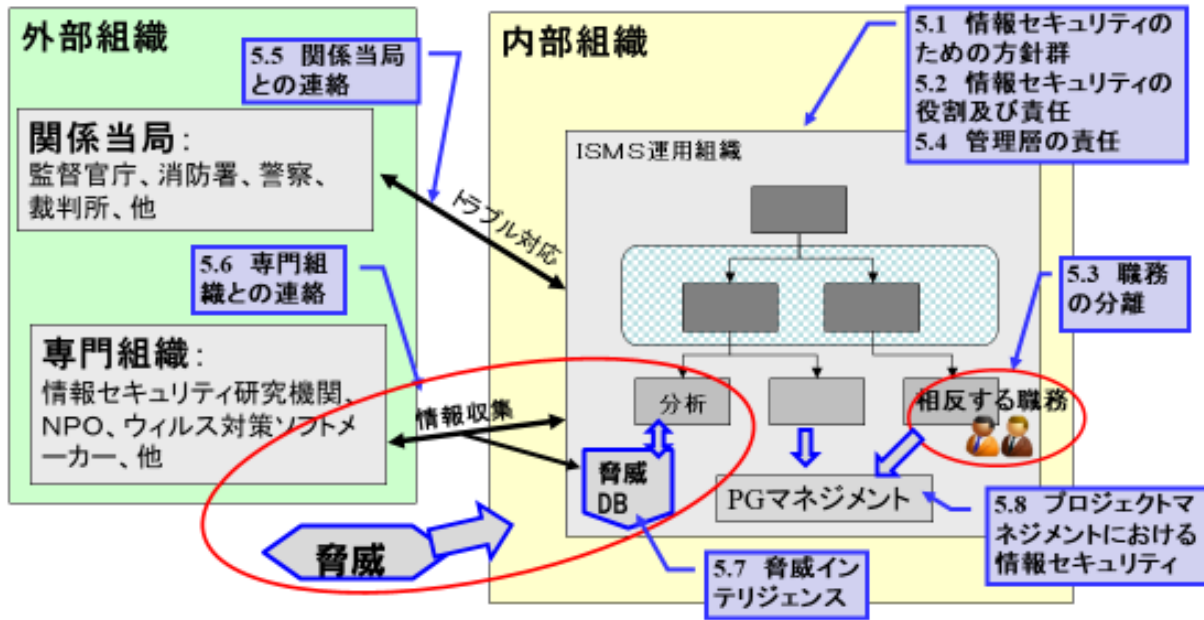 外部組織
5.5 関係当局
との連絡
関係当局：
監督官庁、消防署、警察、
裁判所、他
トラブル対応
5.6 専門組
織との連絡
専門組織：
情報セキュリティ研究機関、
NPO、ウィルス対策ソフトメ
ーカー、他
情報収集
脅威
内部組織
5.1 情報セキュリティの
ための方針群
5.2 情報セキュリティの
役割及び責任
5.4 管理層の責任
ISMS運用組織
5.3 職務
の分離
分析
相反する職務
脅威
DB
PGマネジメント
5.7 脅威イン
テリジェンス
5.8 プロジェクトマ
ネジメントにおける
情報セキュリティ